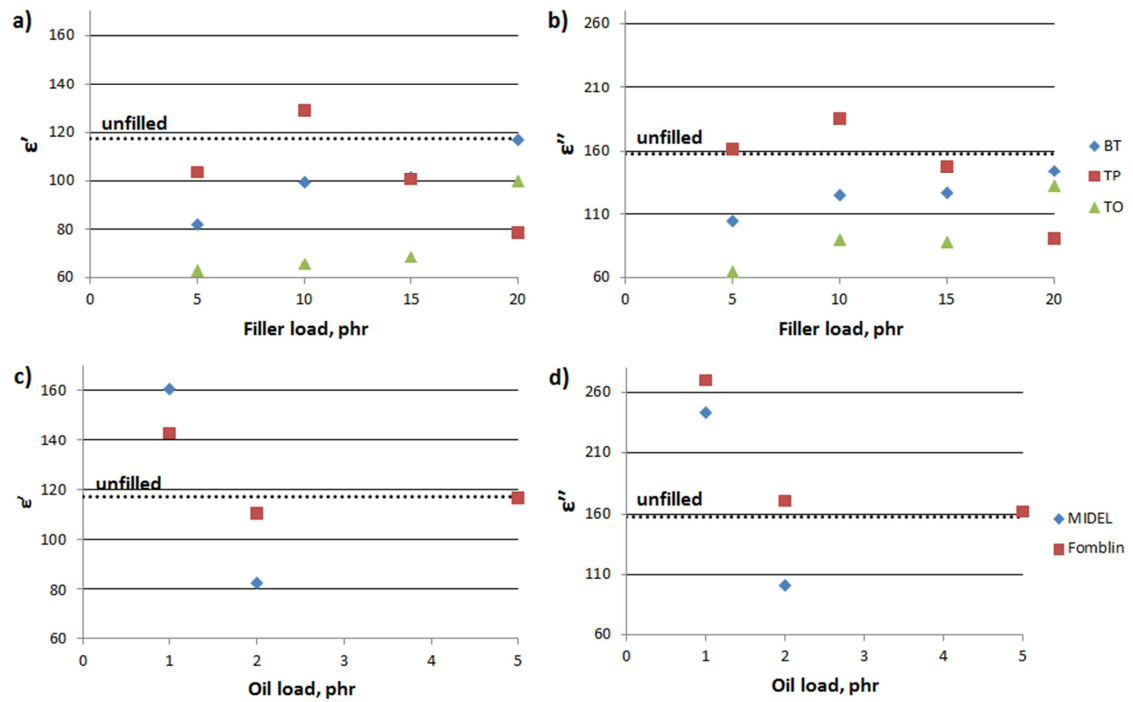 a)
160
140
120
100
80
60
ε′
unfilled
0 5 10 15 20
Filler load, phr
b)
260
210
160
110
60
ε″
unfilled
0 5 10 15 20
Filler load, phr
BT
TP
TO
c)
160
140
120
100
80
60
ε′
unfilled
0 1 2 3 4 5
Oil load, phr
d)
260
210
160
110
60
ε″
unfilled
0 1 2 3 4 5
Oil load, phr
MIDEL
Fomblin